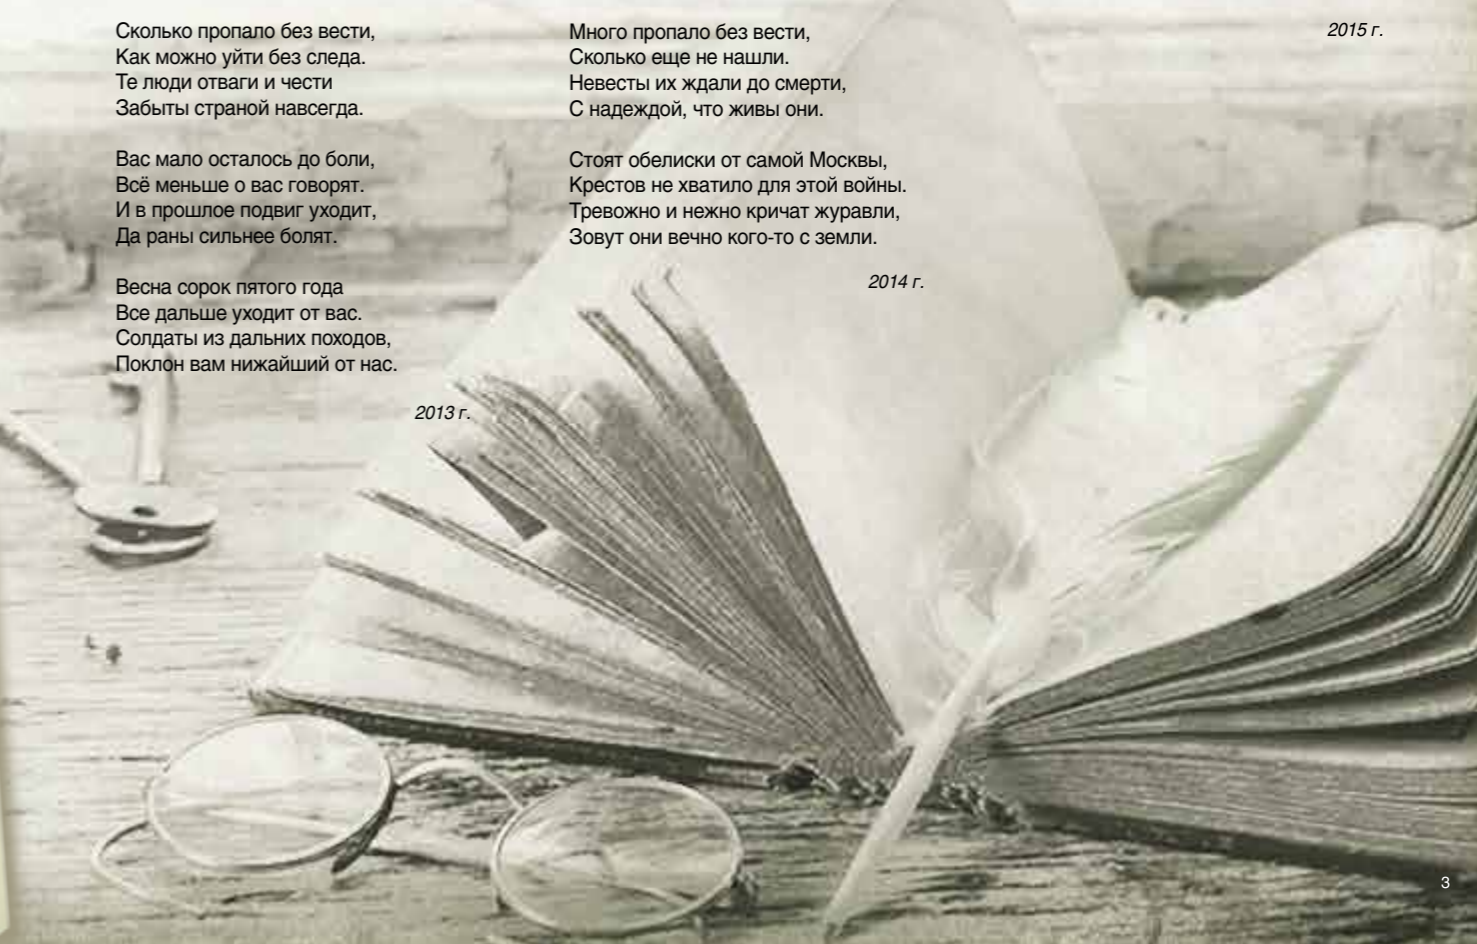 Сколько пропало без вести,
Как можно уйти без следа.
Те люди отваги и чести
Забыты страной навсегда.
Вас мало осталось до боли,
Всё меньше о вас говорят.
И в прошлое подвиг уходит,
Да раны сильнее болят.
Весна сорок пятого года
Все дальше уходит от вас.
Солдаты из дальних походов,
Поклон вам нижайший от нас.
2013 г.
Много пропало без вести,
Сколько еще не нашли.
Невесты их ждали до смерти,
С надеждой, что живы они.
Стоят обелиски от самой Москвы,
Крестов не хватило для этой войны.
Тревожно и нежно кричат журавли,
Зовут они вечно кого-то с земли.
2014 г.
2015 г.
3